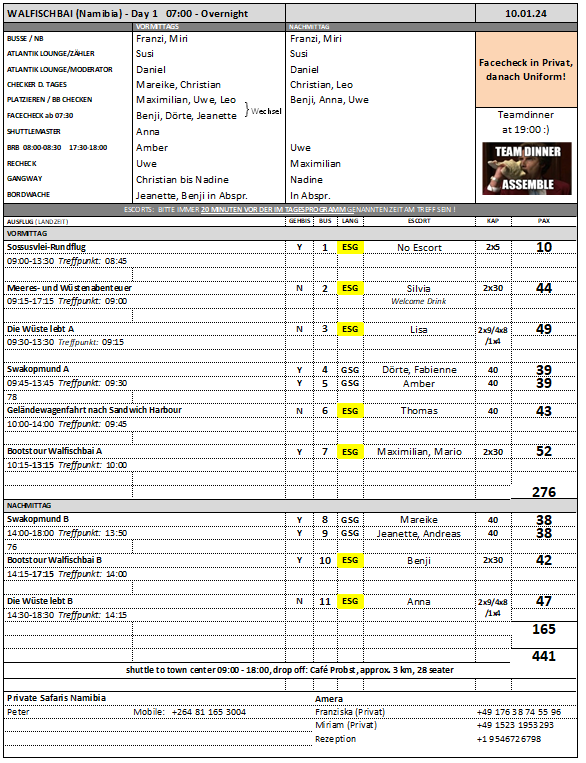 WALFISCHBAI (Namibia) - Day 1 07:00 - Overnight 10.01.24
VORMITTAGS NACHMITTAG
BUSSE / NB Franzi, Miri Franzi, Miri
ATLANTIK LOUNGE/ZÄHLER Susi Susi
ATLANTIK LOUNGE/MODERATOR Daniel Daniel
CHECKER D. TAGES Mareike, Christian Christian, Leo
PLATZIEREN / BB CHECKEN Maximilian, Uwe, Leo Benji, Anna, Uwe
FACECHECK ab 07:30 Benji, Dörte, Jeanette
Wechsel
SHUTTLEMASTER Anna
BRB 08:00-08:30 17:30-18:00 Amber Uwe
RECHECK Uwe Maximilian
GANGWAY Christian bis Nadine Nadine
BORDWACHE Jeanette, Benji in Abspr. In Abspr.
Facecheck in Privat,
danach Uniform!
Teamdinner
at 19:00 :)
TEAM DINNER
ASSEMBLE
ESCORTS: BITTE IMMER 20 MINUTEN VOR DER IM TAGESPROGRAMM GENANNTEN ZEIT AM TREFF SEIN !
AUSFLUG (LANDZEIT) GEHBIS BUS LANG ESCORT KAP PAX
VORMITTAG
Sossusvlei-Rundflug Y 1 ESG No Escort 2x5 10
09:00-13:30 Treffpunkt: 08:45
Meeres- und Wüstenabenteuer N 2 ESG Silvia 2x30 44
09:15-17:15 Treffpunkt: 09:00 Welcome Drink
Die Wüste lebt A N 3 ESG Lisa 2x9/4x8 /1x4 49
09:30-13:30 Treffpunkt: 09:15
Swakopmund A Y 4 GSG Dörte, Fabienne 40 39
09:45-13:45 Treffpunkt: 09:30 Y 5 GSG Amber 40 39
78
Geländewagenfahrt nach Sandwich Harbour N 6 ESG Thomas 40 43
10:00-14:00 Treffpunkt: 09:45
Bootstour Walfischbai A Y 7 ESG Maximilian, Mario 2x30 52
10:15-13:15 Treffpunkt: 10:00
276
NACHMITTAG
Swakopmund B Y 8 GSG Mareike 40 38
14:00-18:00 Treffpunkt: 13:50 Y 9 GSG Jeanette, Andreas 40 38
76
Bootstour Walfischbai B Y 10 ESG Benji 2x30 42
14:15-17:15 Treffpunkt: 14:00
Die Wüste lebt B N 11 ESG Anna 2x9/4x8 /1x4 47
14:30-18:30 Treffpunkt: 14:15
165
441
shuttle to town center 09:00 - 18:00, drop off: Café Probst, approx. 3 km, 28 seater
Private Safaris Namibia Amera
Peter Mobile: +264 81 165 3004 Franziska (Privat) +49 176 38 74 55 96
Miriam (Privat) +49 1523 1953293
Rezeption +1 9546726798